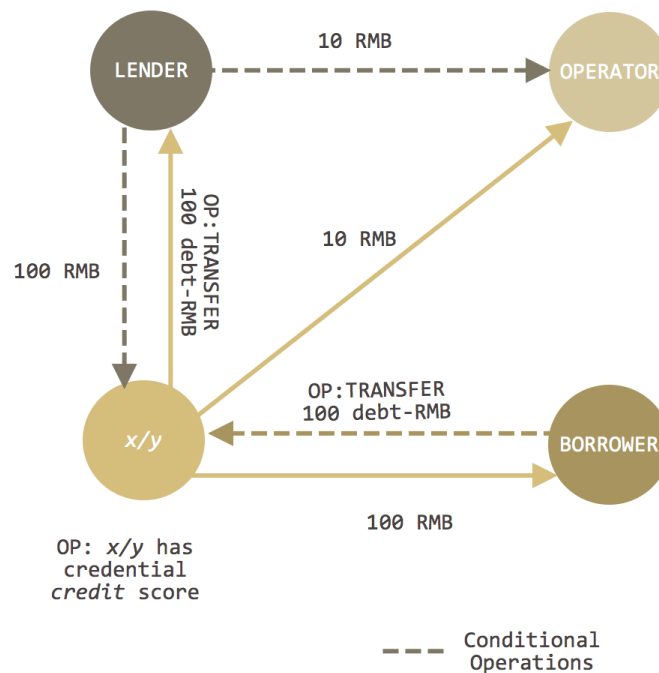 10 RMB
LENDER
OPERATOR
OP:TRANSFER
100 debt-RMB
10 RMB
100 RMB
OP:TRANSFER
100 debt-RMB
x/y
BORROWER
100 RMB
OP: x/y has
credential
credit score
Conditional
Operations